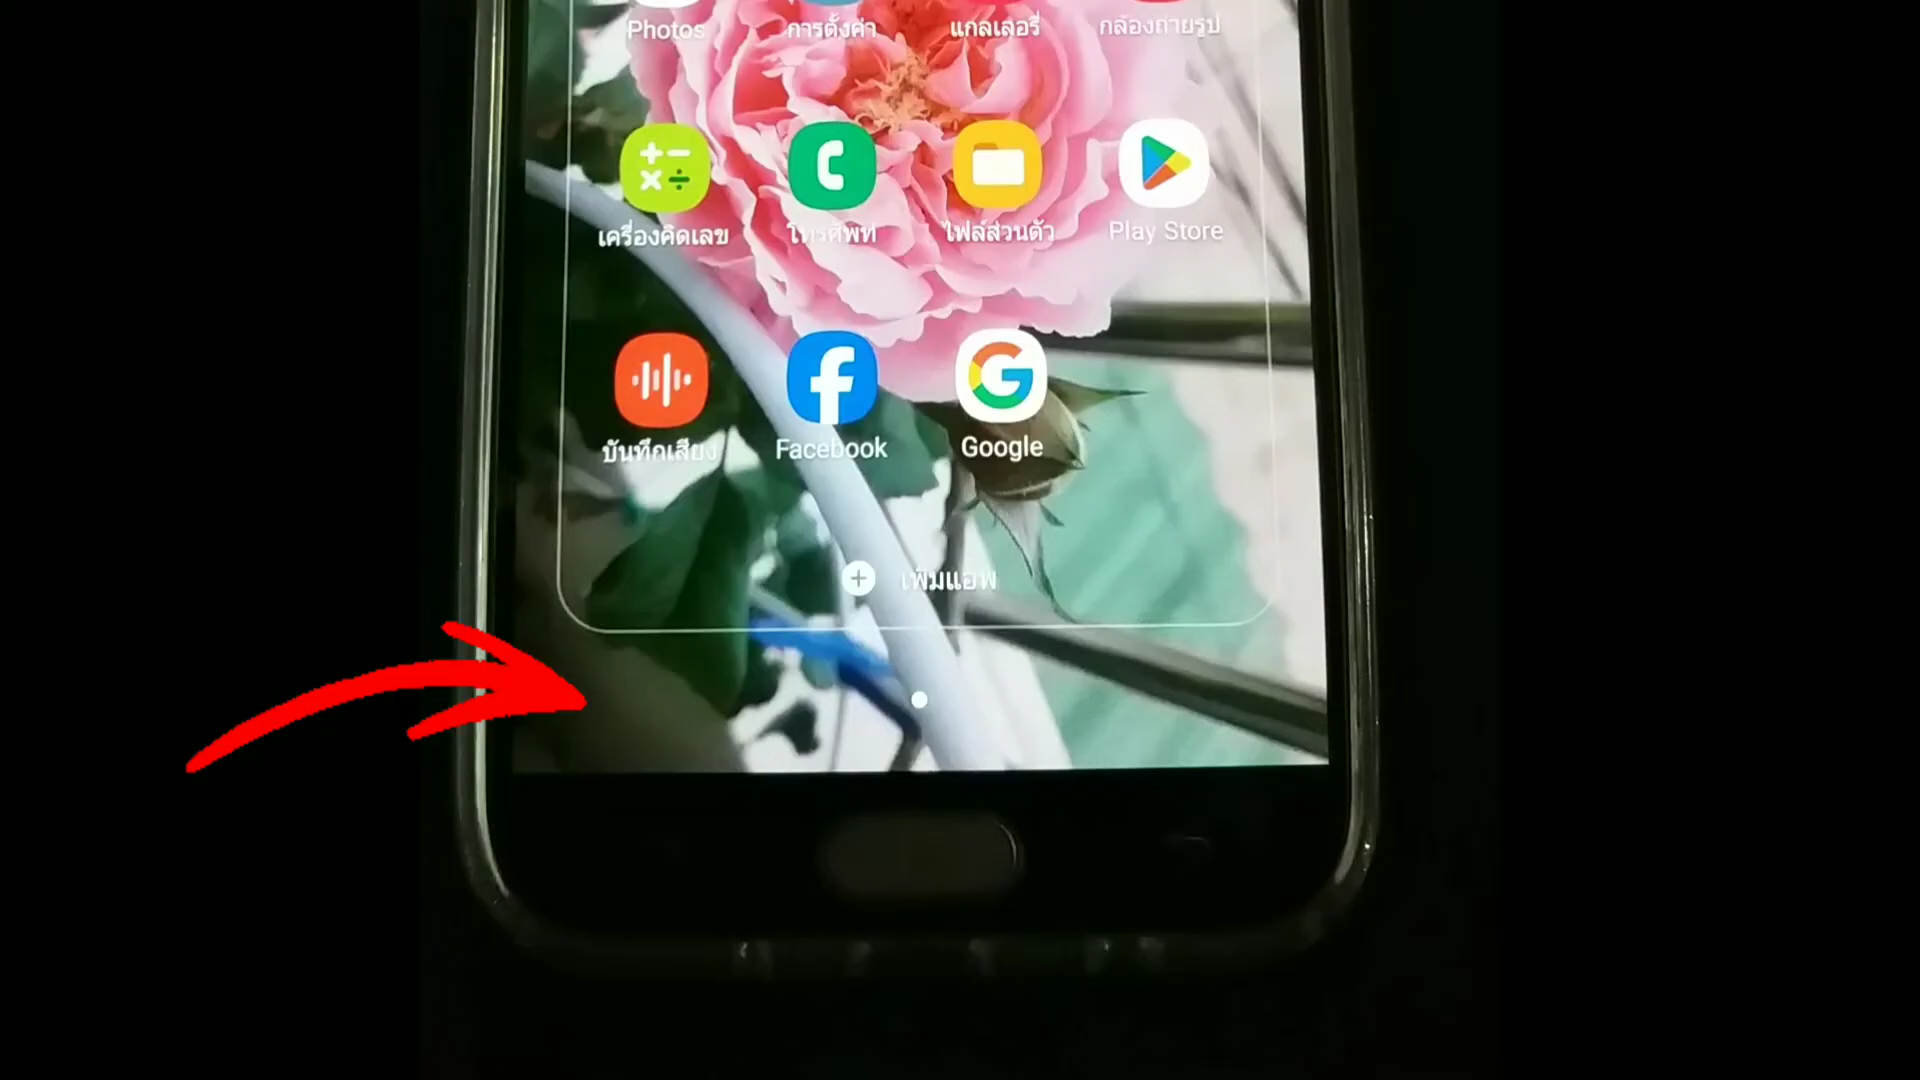 Photos การตั้งค่า แกลเลอรี่ กล้องถ่ายรูป
เครื่องคิดเลข โทรศัพท์ ไฟล์ส่วนตัว Play Store
บันทึกเสียง Facebook Google
เพิ่มแอพ